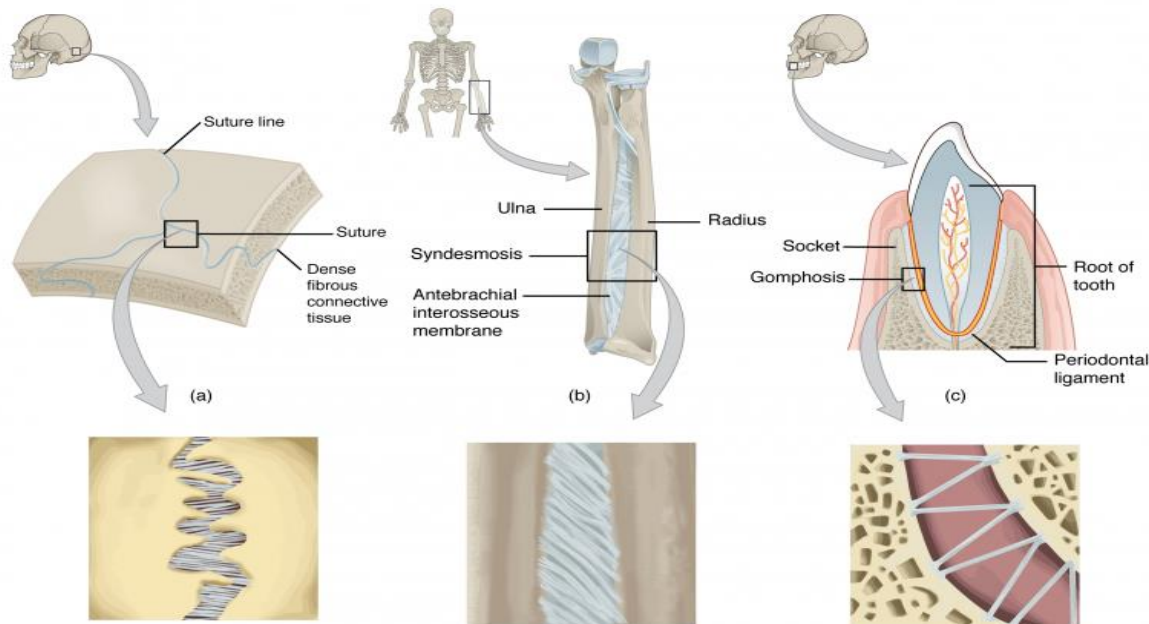 Suture line
Suture
Dense
fibrous
connective
tissue
(a)
Ulna
Radius
Syndesmosis
Antebrachial
interosseous
membrane
(b)
Socket
Gomphosis
Root of
tooth
Periodontal
ligament
(c)